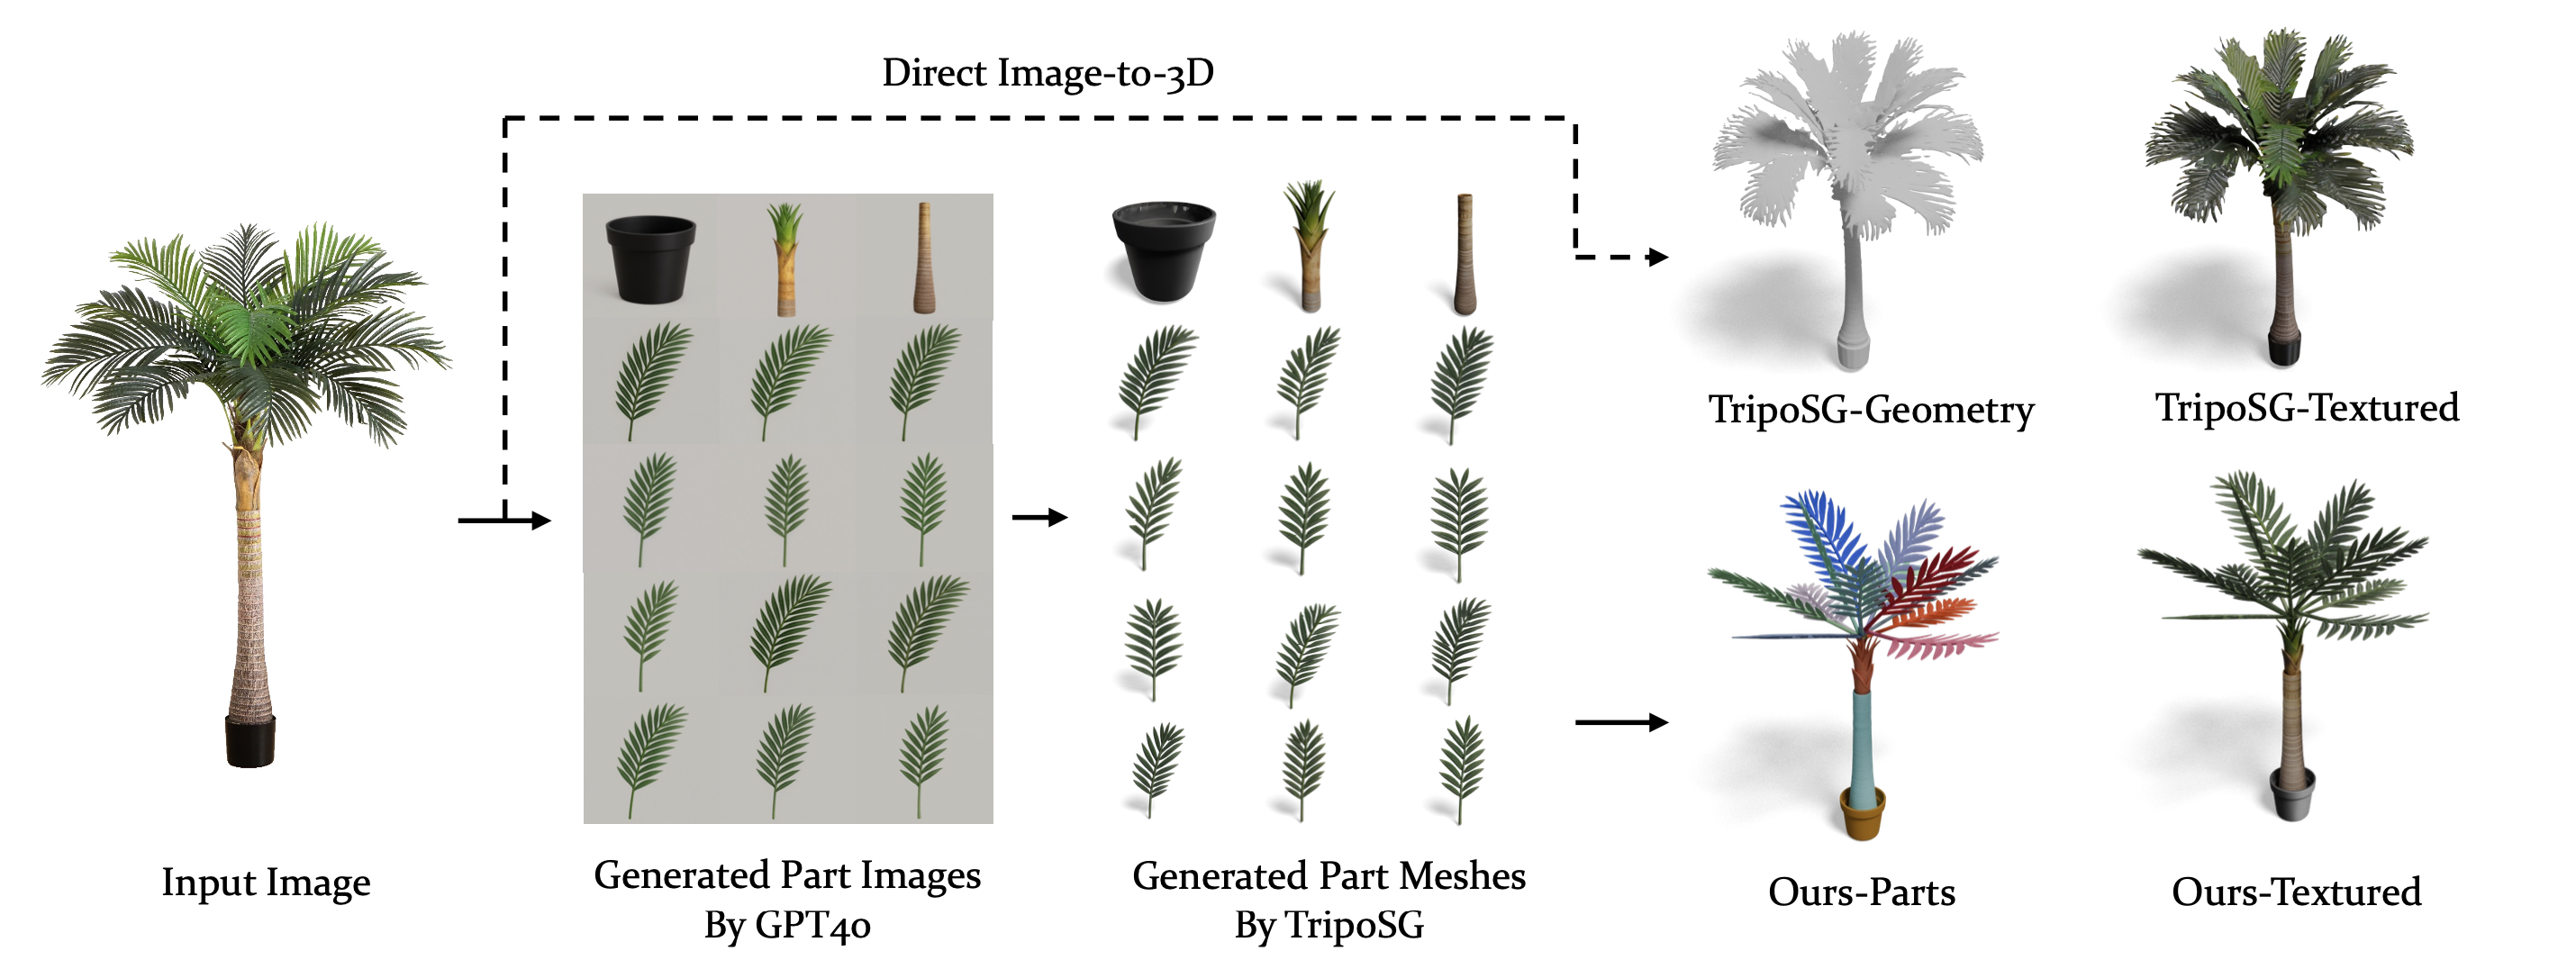 Direct Image-to-3D
TripoSG-Geometry
TripoSG-Textured
Input Image
Generated Part Images
By GPT4o
Generated Part Meshes
By TripoSG
Ours-Parts
Ours-Textured